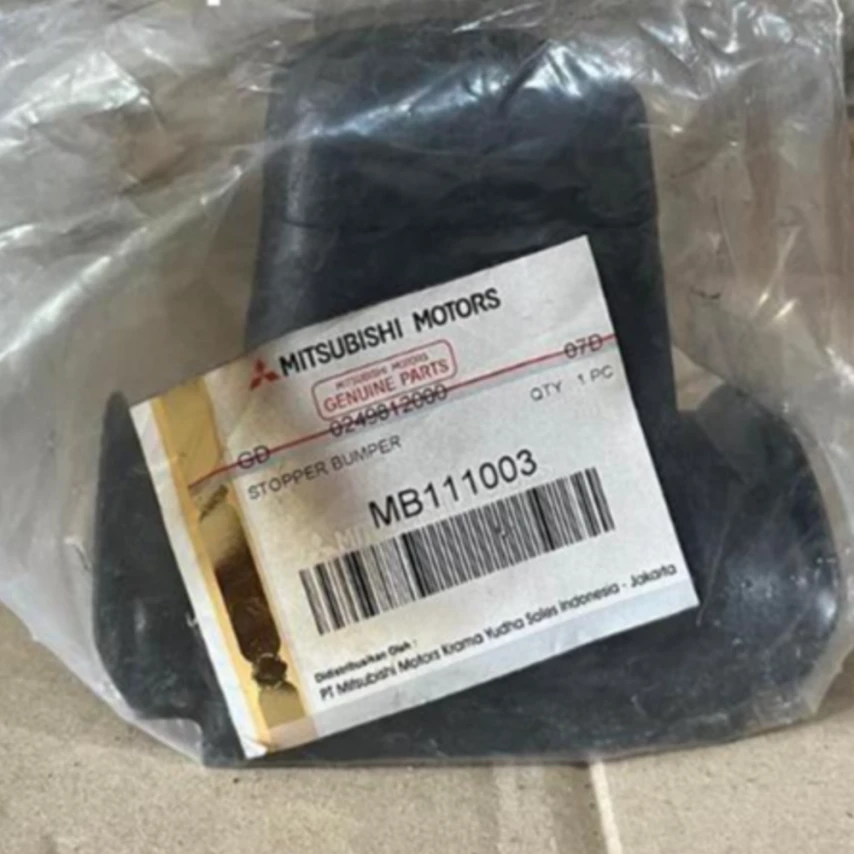 MITSUBISHI MOTORS
MITSUBISHI MOTORS
GENUINE PARTS
GD 0249812000 07D
STOPPER BUMPER QTY 1 PC
MB111003
Didistribusikan Oleh :
PT Mitsubishi Motors Krama Yudha Sales Indonesia - Jakarta